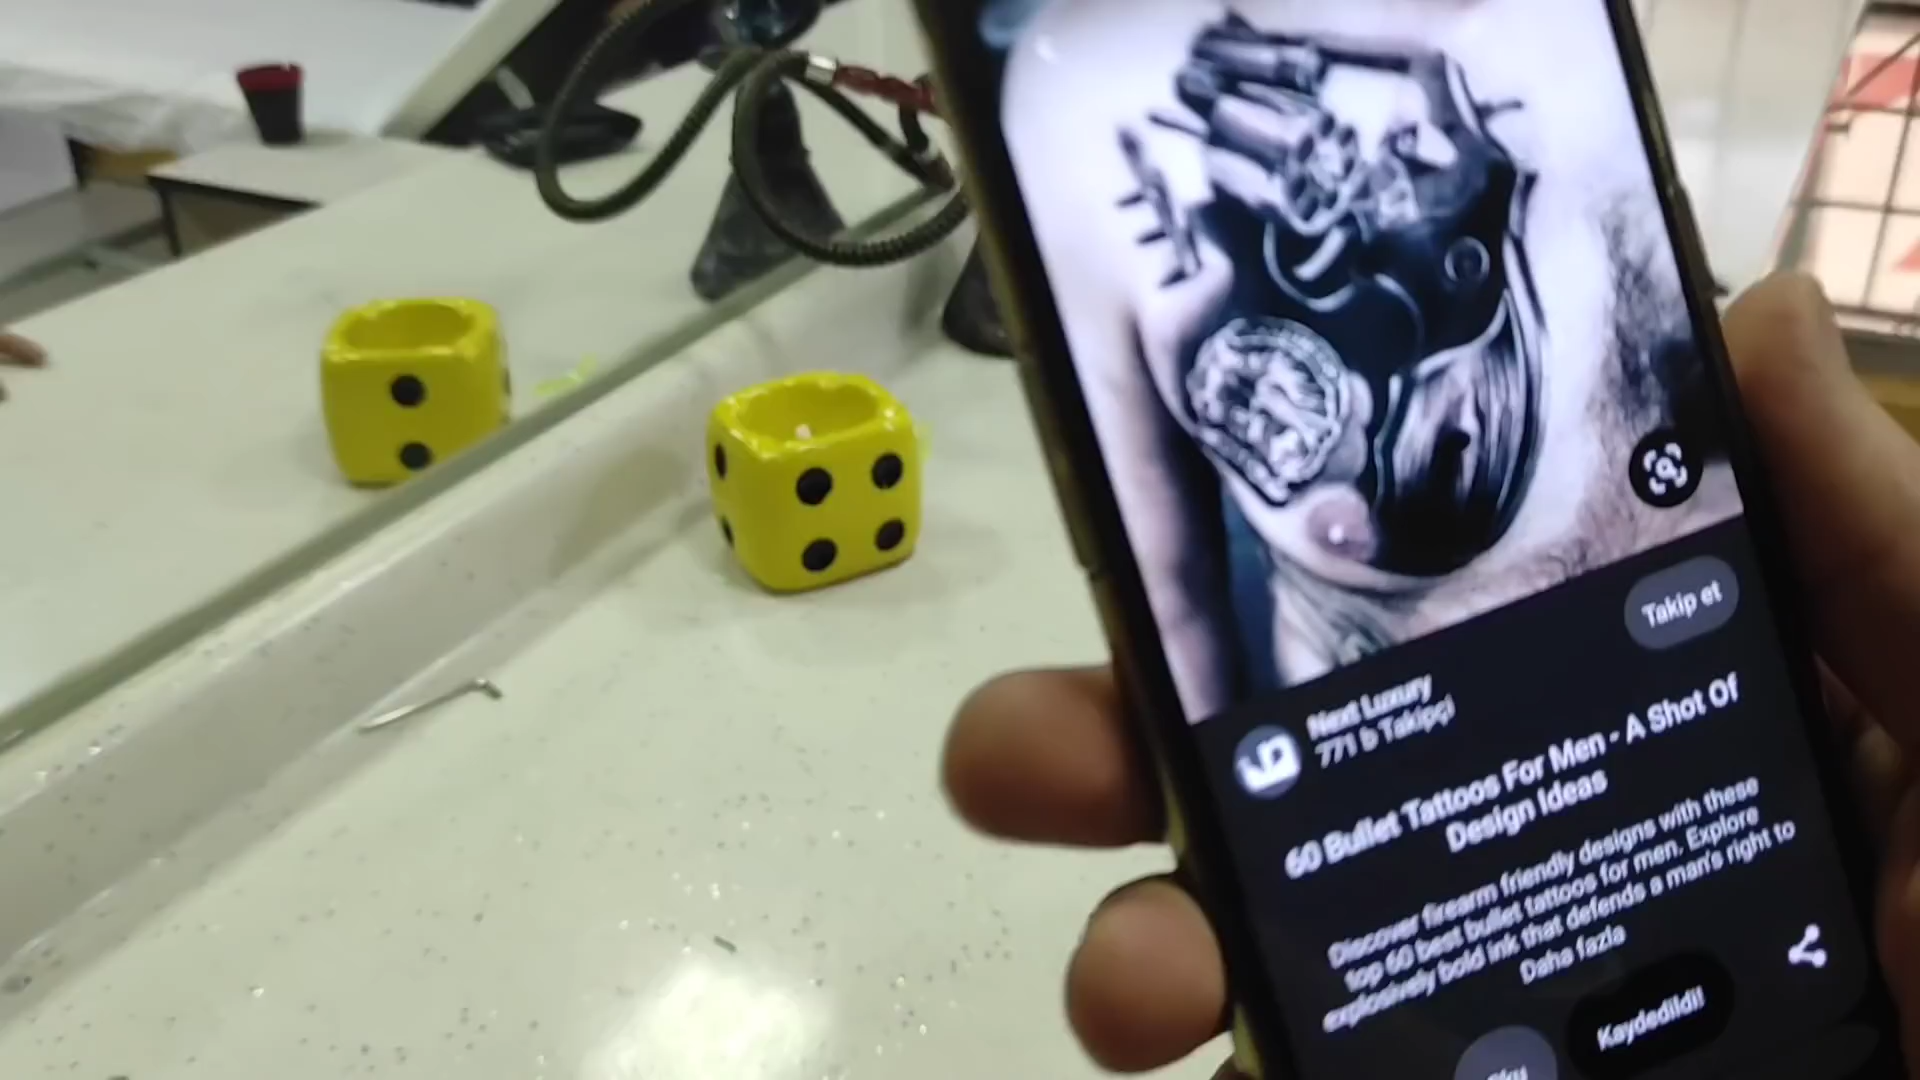 Takip et
Next Luxury
771 b Takipçi
60 Bullet Tattoos For Men - A Shot Of
Design Ideas
Discover firearm friendly designs with these
top 60 best bullet tattoos for men. Explore
explosively bold ink that defends a man's right to
Daha fazla
Kaydedildi!